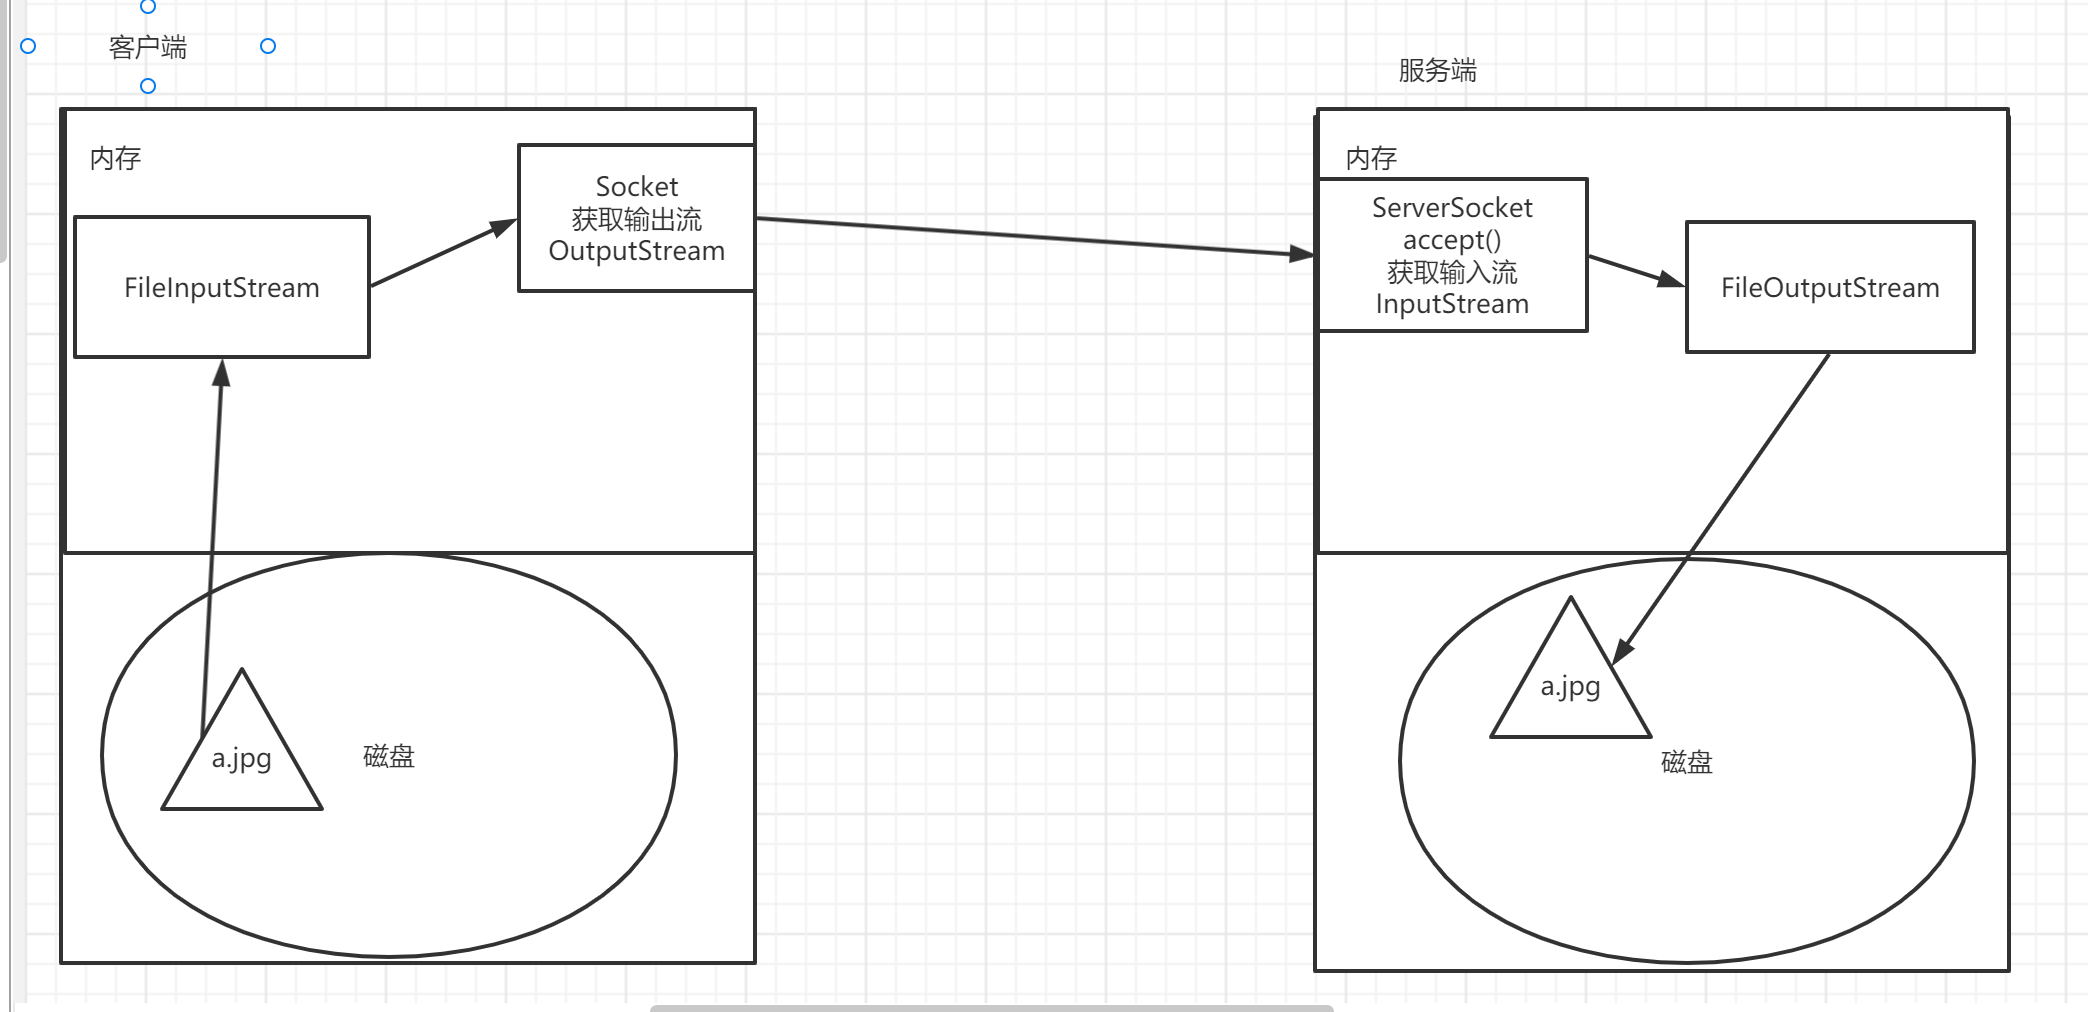 客户端
服务端
内存
Socket
获取输出流
OutputStream
FileInputStream
a.jpg
磁盘
内存
ServerSocket
accept()
获取输入流
InputStream
FileOutputStream
a.jpg
磁盘